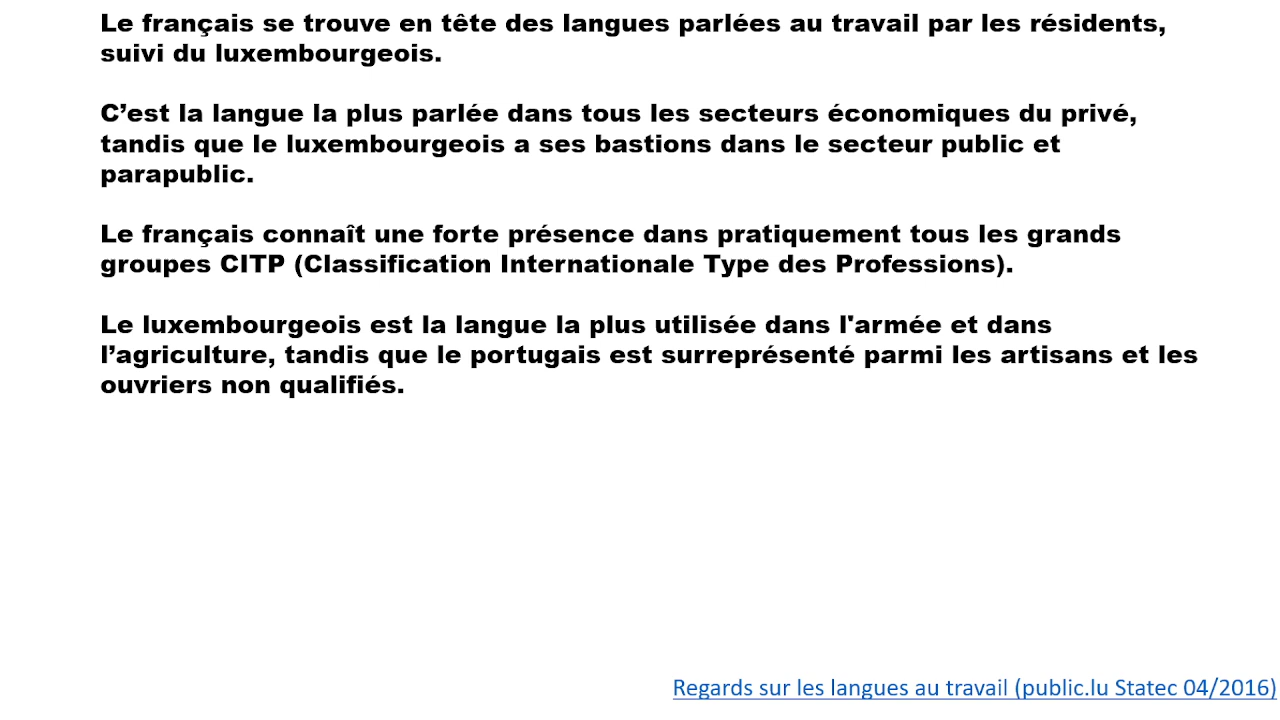 Le français se trouve en tête des langues parlées au travail par les résidents,
suivi du luxembourgeois.
C’est la langue la plus parlée dans tous les secteurs économiques du privé,
tandis que le luxembourgeois a ses bastions dans le secteur public et
parapublic.
Le français connaît une forte présence dans pratiquement tous les grands
groupes CITP (Classification Internationale Type des Professions).
Le luxembourgeois est la langue la plus utilisée dans l'armée et dans
l’agriculture, tandis que le portugais est surreprésenté parmi les artisans et les
ouvriers non qualifiés.
Regards sur les langues au travail (public.lu Statec 04/2016)